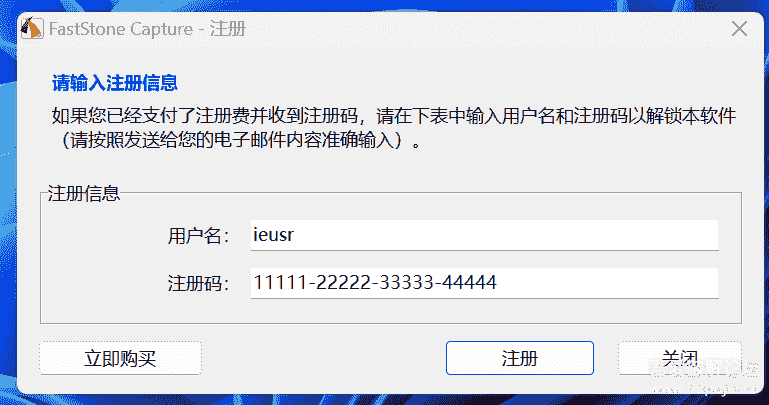 FastStone Capture - 注册
请输入注册信息
如果您已经支付了注册费并收到注册码，请在下表中输入用户名和注册码以解锁本软件
（请按照发送给您的电子邮件内容准确输入）。
注册信息
用户名： ieusr
注册码： 11111-22222-33333-44444
立即购买 注册 关闭